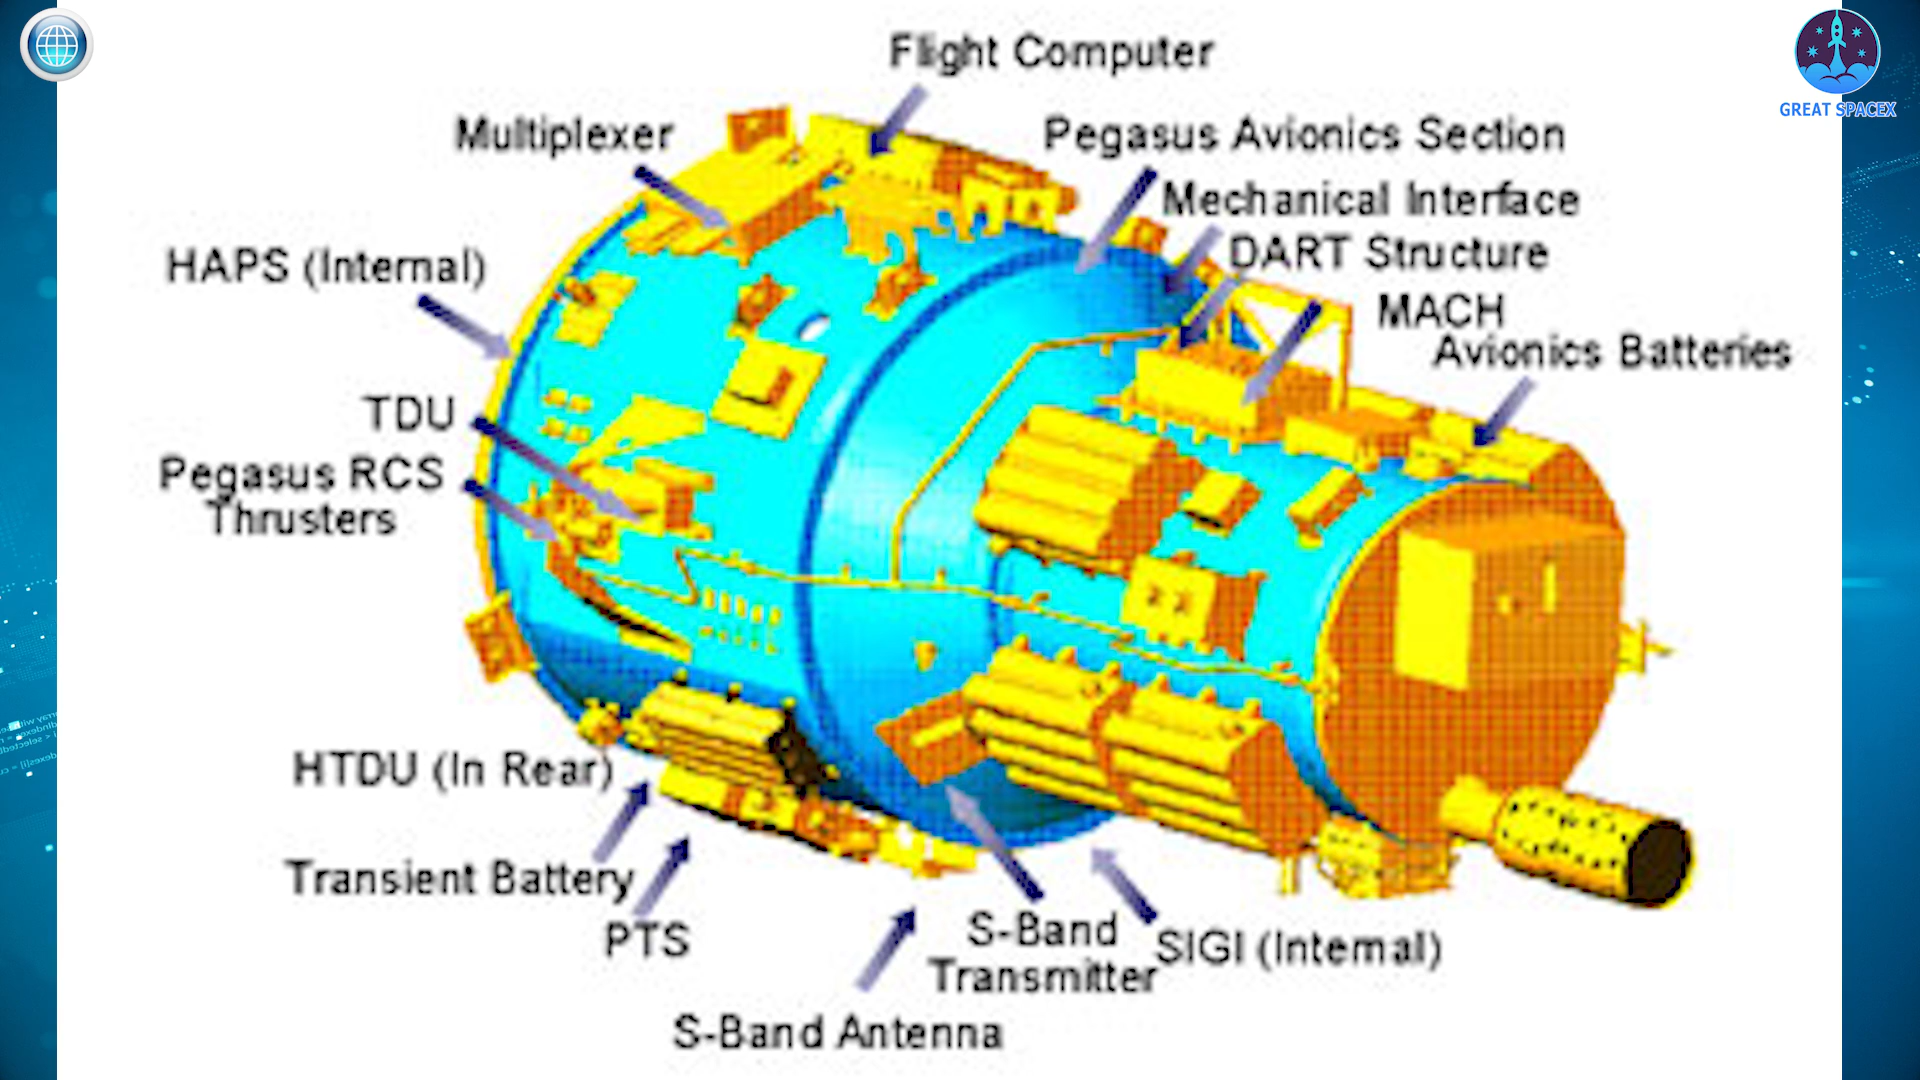 GREAT SPACEX
Flight Computer
Multiplexer
Pegasus Avionics Section
Mechanical Interface
DART Structure
HAPS (Internal)
MACH
Avionics Batteries
TDU
Pegasus RCS
Thrusters
HTDU (In Rear)
Transient Battery
PTS
S-Band
Transmitter
SIGI (Internal)
S-Band Antenna